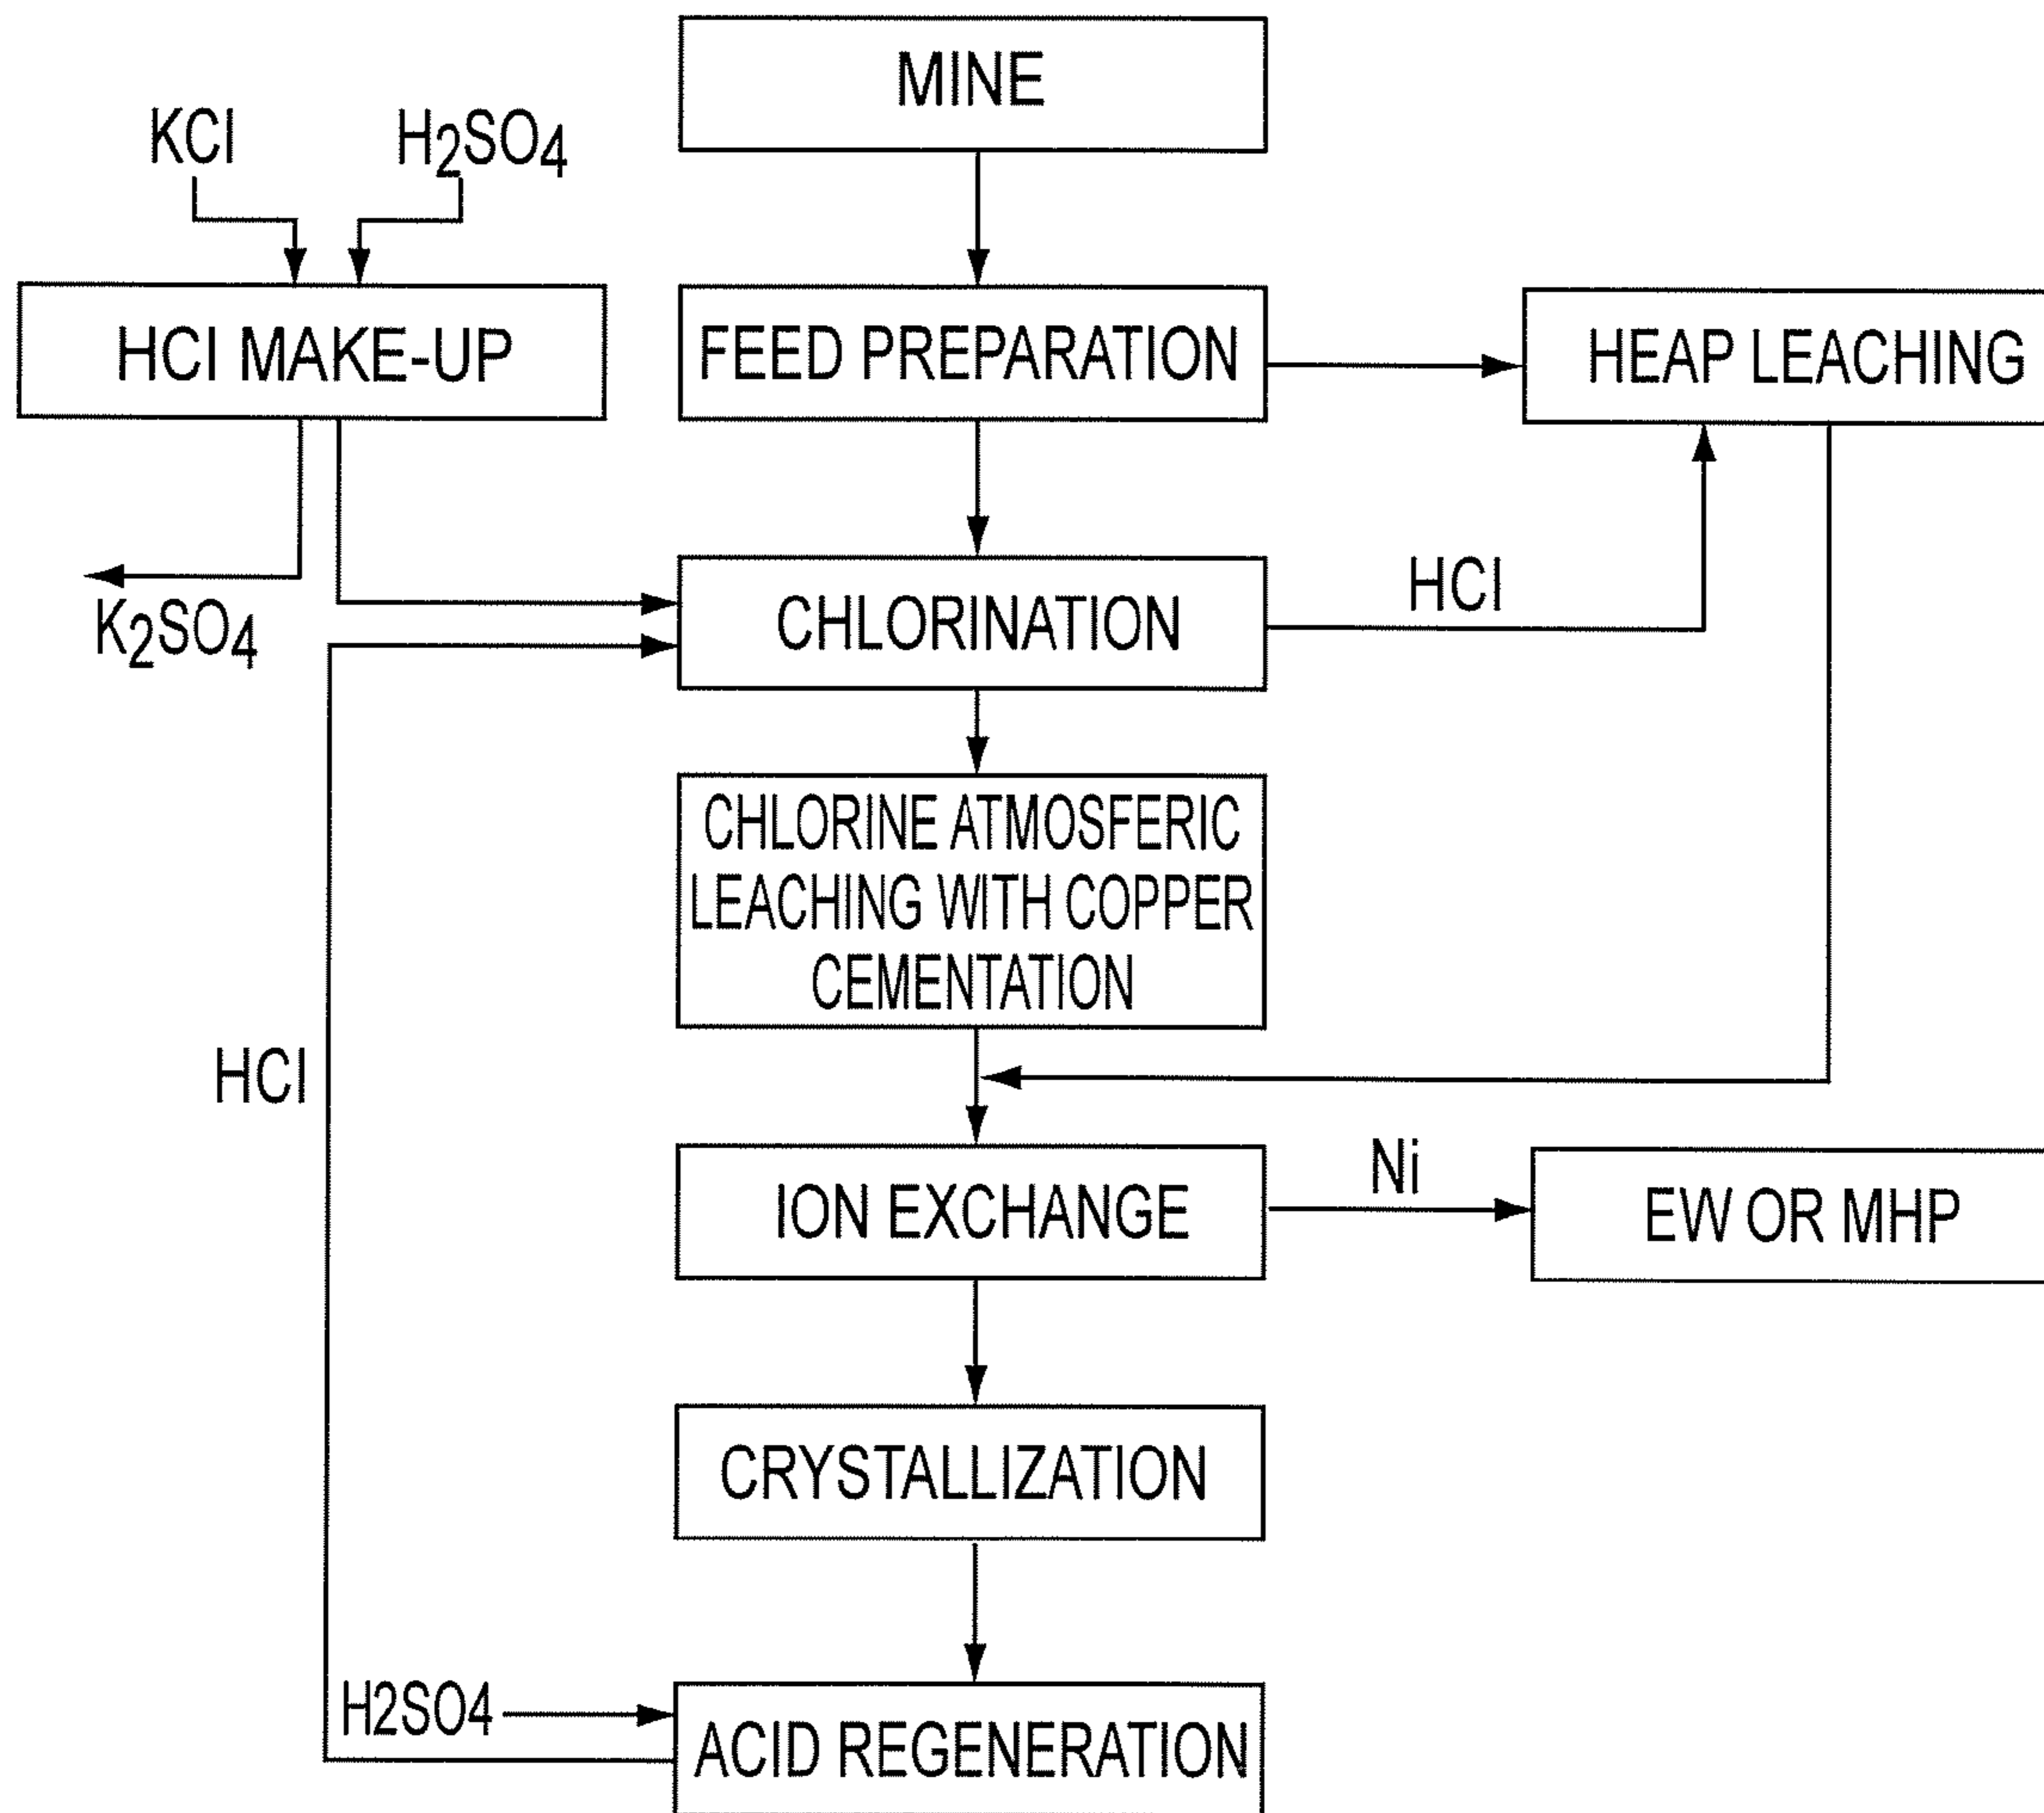 MINE
KCl
H₂SO₄
HCl MAKE-UP
FEED PREPARATION
HEAP LEACHING
K₂SO₄
CHLORINATION
HCl
CHLORINE ATMOSFERIC
LEACHING WITH COPPER
CEMENTATION
HCl
ION EXCHANGE
Ni
EW OR MHP
CRYSTALLIZATION
H2SO4
ACID REGENERATION